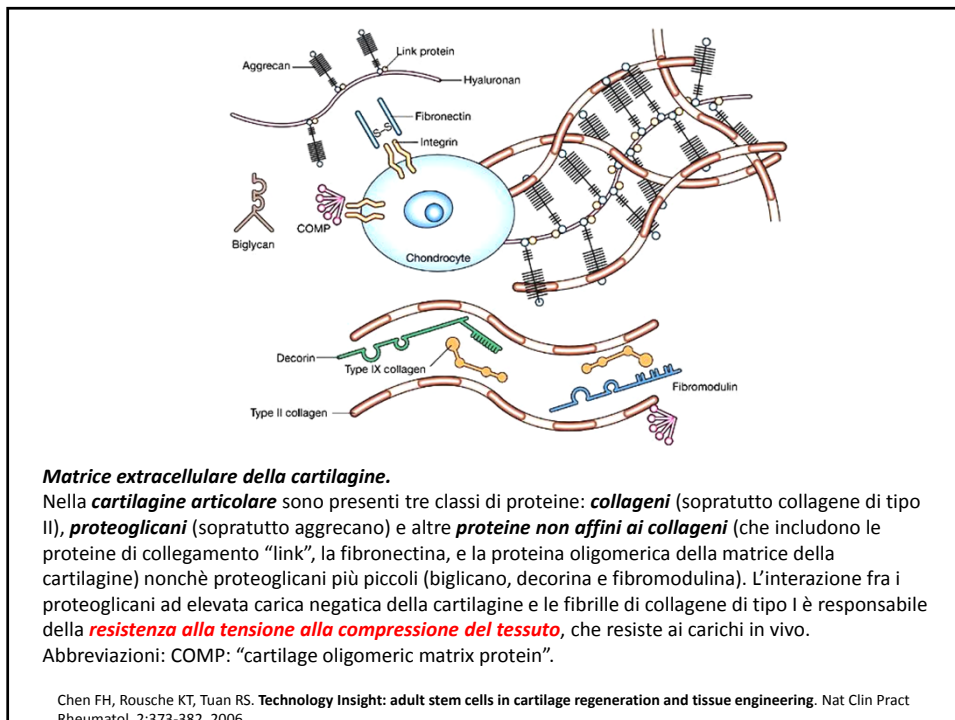 Aggrecan
Link protein
Hyaluronan
Fibronectin
Integrin
Biglycan
COMP
Chondrocyte
Decorin
Type IX collagen
Fibromodulin
Type II collagen
Matrice extracellulare della cartilagine.
Nella cartilagine articolare sono presenti tre classi di proteine: collageni (sopratutto collagene di tipo
II), proteoglicani (sopratutto aggrecano) e altre proteine non affini ai collageni (che includono le
proteine di collegamento “link”, la fibronectina, e la proteina oligomerica della matrice della
cartilagine) nonchè proteoglicani più piccoli (biglicano, decorina e fibromodulina). L’interazione fra i
proteoglicani ad elevata carica negatica della cartilagine e le fibrille di collagene di tipo I è responsabile
della resistenza alla tensione alla compressione del tessuto, che resiste ai carichi in vivo.
Abbreviazioni: COMP: “cartilage oligomeric matrix protein”.
Chen FH, Rousche KT, Tuan RS. Technology Insight: adult stem cells in cartilage regeneration and tissue engineering. Nat Clin Pract
Rheumatol. 2:373-382, 2006